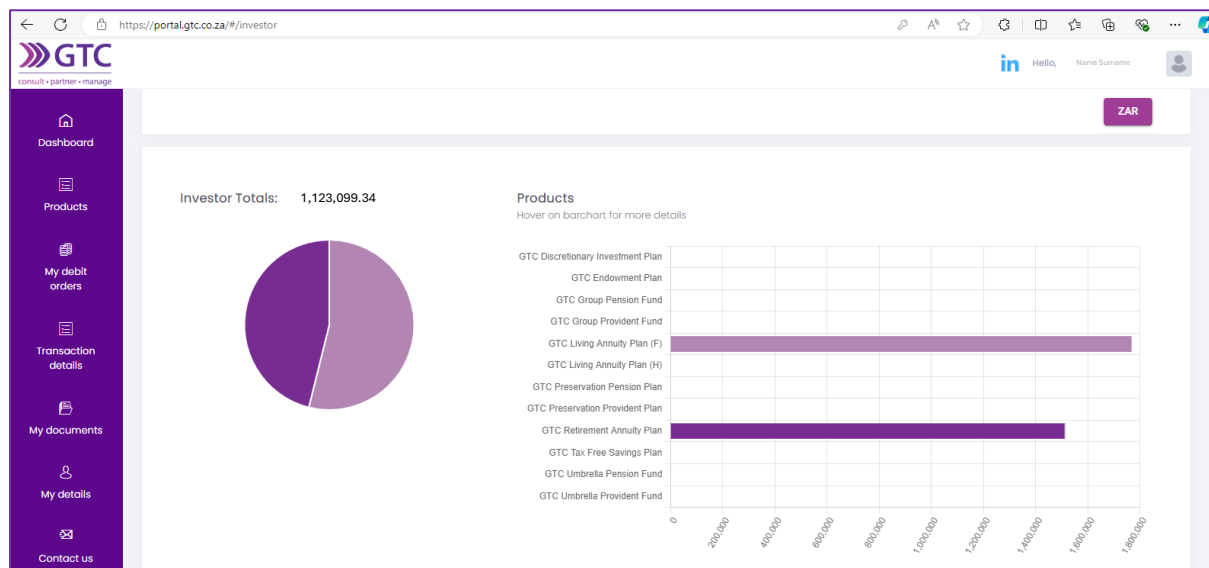 https://portal.gtc.co.za/#/investor
GTC
consult • partner • manage
in
Hello,
Name Surname
ZAR
Dashboard
Products
My debit
orders
Transaction
details
My documents
My details
Contact us
Investor Totals:
1,123,099.34
Products
Hover on barchart for more details
GTC Discretionary Investment Plan
GTC Endowment Plan
GTC Group Pension Fund
GTC Group Provident Fund
GTC Living Annuity Plan (F)
GTC Living Annuity Plan (H)
GTC Preservation Pension Plan
GTC Preservation Provident Plan
GTC Retirement Annuity Plan
GTC Tax Free Savings Plan
GTC Umbrella Pension Fund
GTC Umbrella Provident Fund
0
200,000
400,000
600,000
800,000
1,000,000
1,200,000
1,400,000
1,600,000
1,800,000